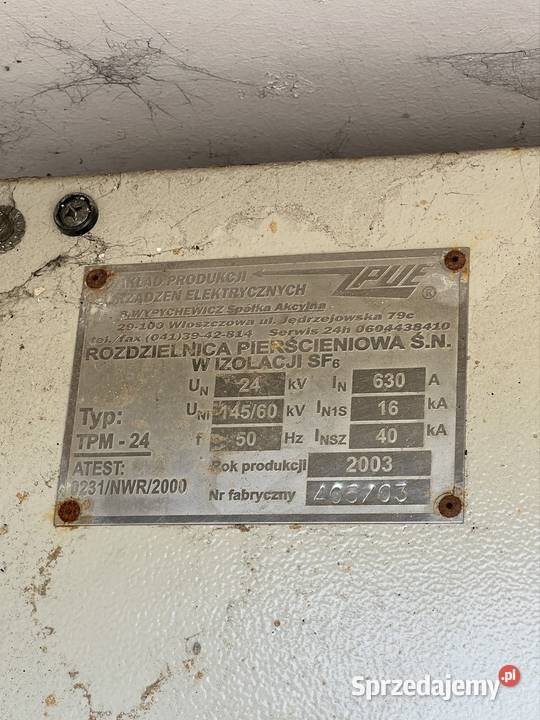 ZAKŁAD PRODUKCJI
URZĄDZEŃ ELEKTRYCZNYCH
ZPUE ®
B.WYPYCHEWICZ Spółka Akcyjna
29-100 Włoszczowa ul. Jędrzejowska 79c
tel./fax (041)39-42-814 Serwis 24h 0604438410
ROZDZIELNICA PIERŚCIENIOWA Ś.N.
W IZOLACJI SF6
Typ:
TPM - 24
ATEST:
0231/NWR/2000
UN 24 kV IN 630 A
UNI 145/60 kV IN1S 16 kA
f 50 Hz INSZ 40 kA
Rok produkcji 2003
Nr fabryczny
Sprzedajemy.pl